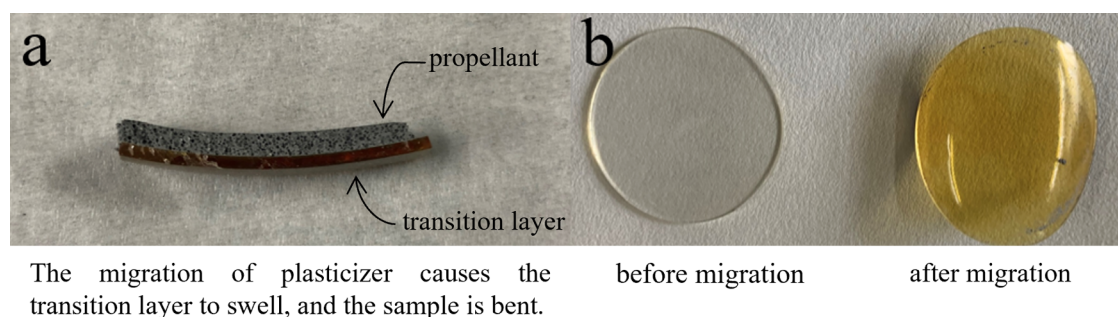 a
propellant
transition layer
The migration of plasticizer causes the
transition layer to swell, and the sample is bent.
b
before migration
after migration